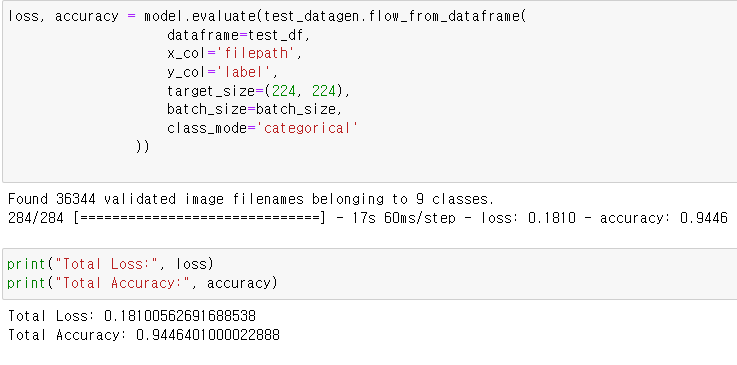 loss, accuracy = model.evaluate(test_datagen.flow_from_dataframe(
dataframe=test_df,
x_col='filepath',
y_col='label',
target_size=(224, 224),
batch_size=batch_size,
class_mode='categorical'
))
Found 36344 validated image filenames belonging to 9 classes.
284/284 [==============================] - 17s 60ms/step - loss: 0.1810 - accuracy: 0.9446
print("Total Loss:", loss)
print("Total Accuracy:", accuracy)
Total Loss: 0.18100562691688538
Total Accuracy: 0.9446401000022888